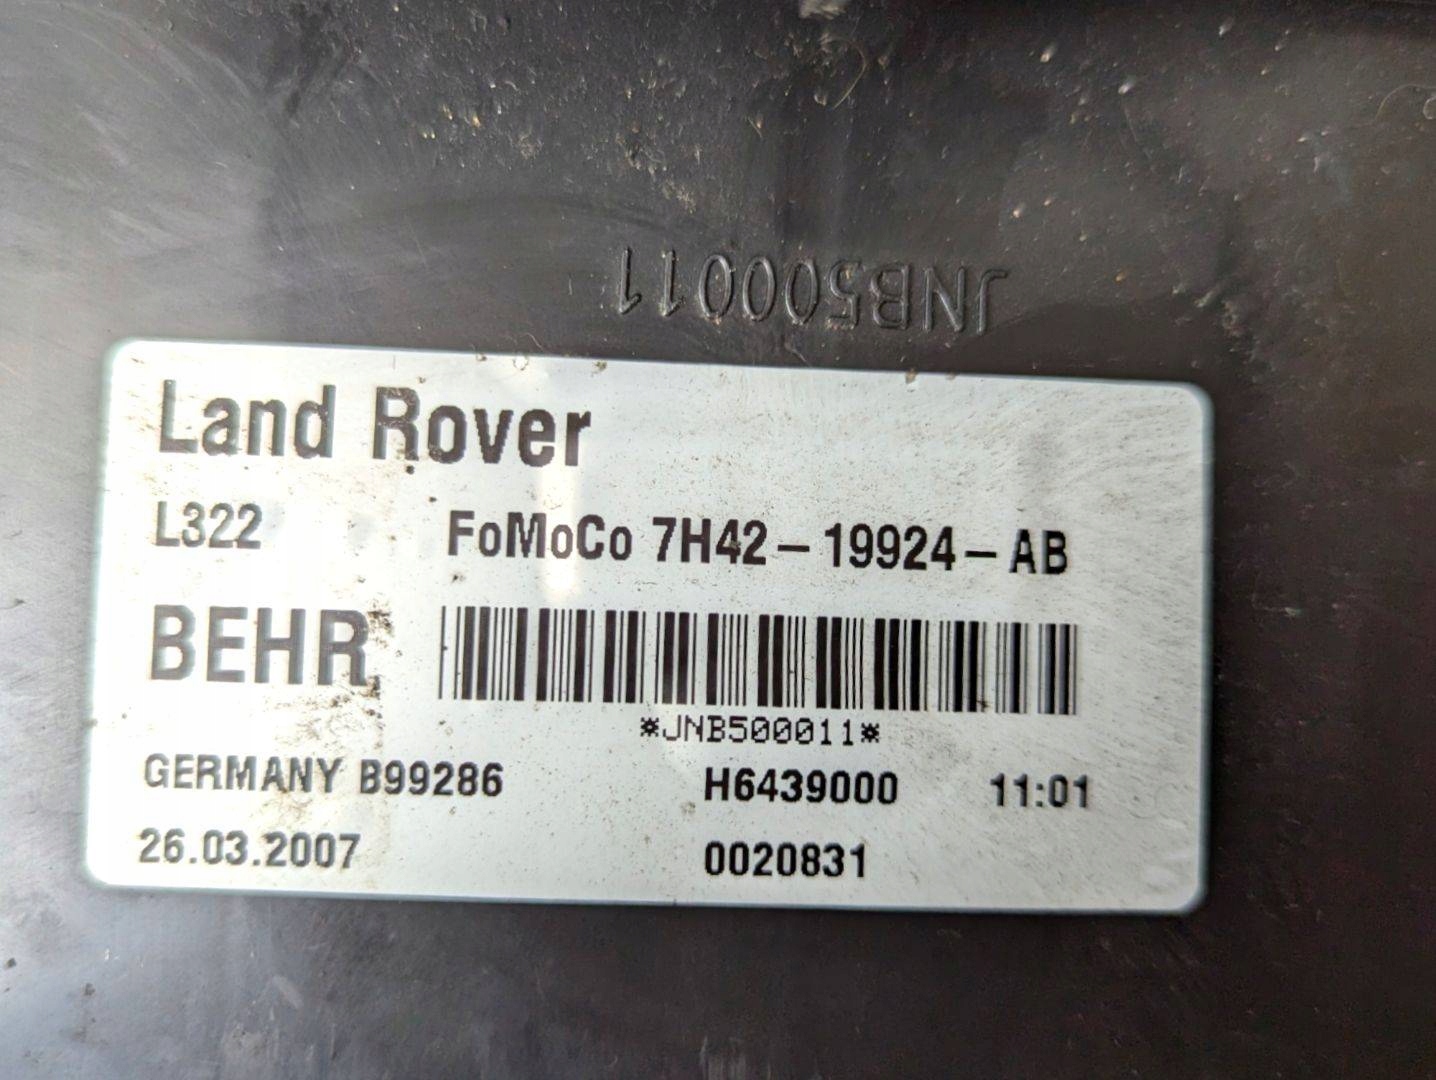 JNB500011
Land Rover
L322 FoMoCo 7H42-19924-AB
BEHR
*JNB500011*
GERMANY B99286 H6439000 11:01
26.03.2007 0020831